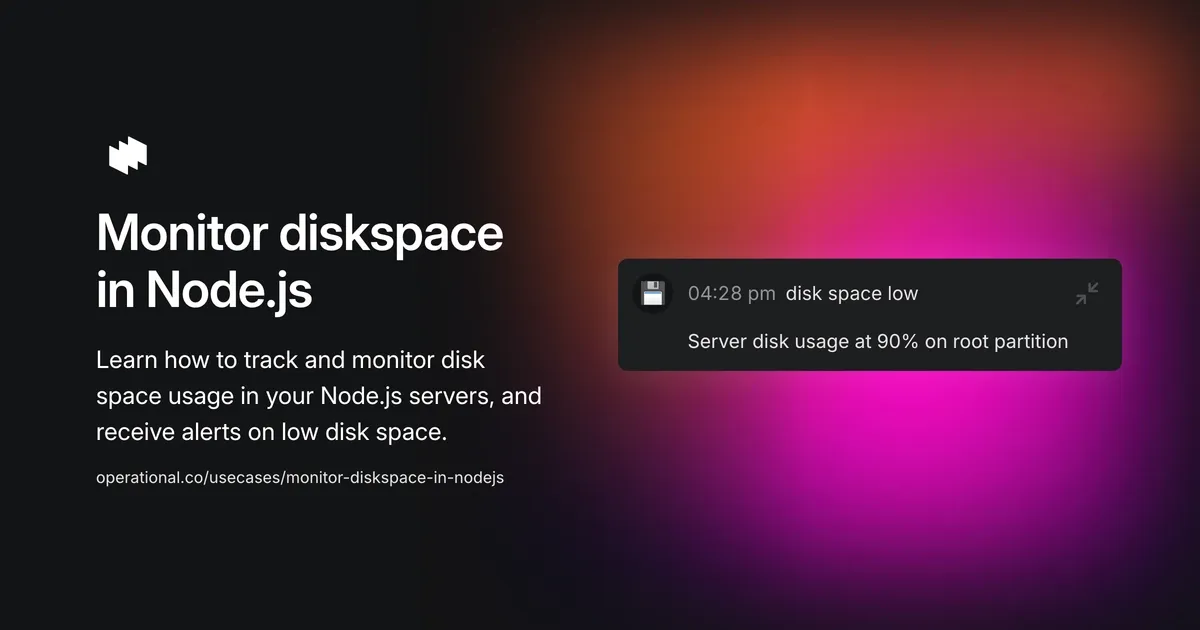 Monitor diskspace
in Node.js
Learn how to track and monitor disk
space usage in your Node.js servers, and
receive alerts on low disk space.
operational.co/usecases/monitor-diskspace-in-nodejs
04:28 pm disk space low
Server disk usage at 90% on root partition